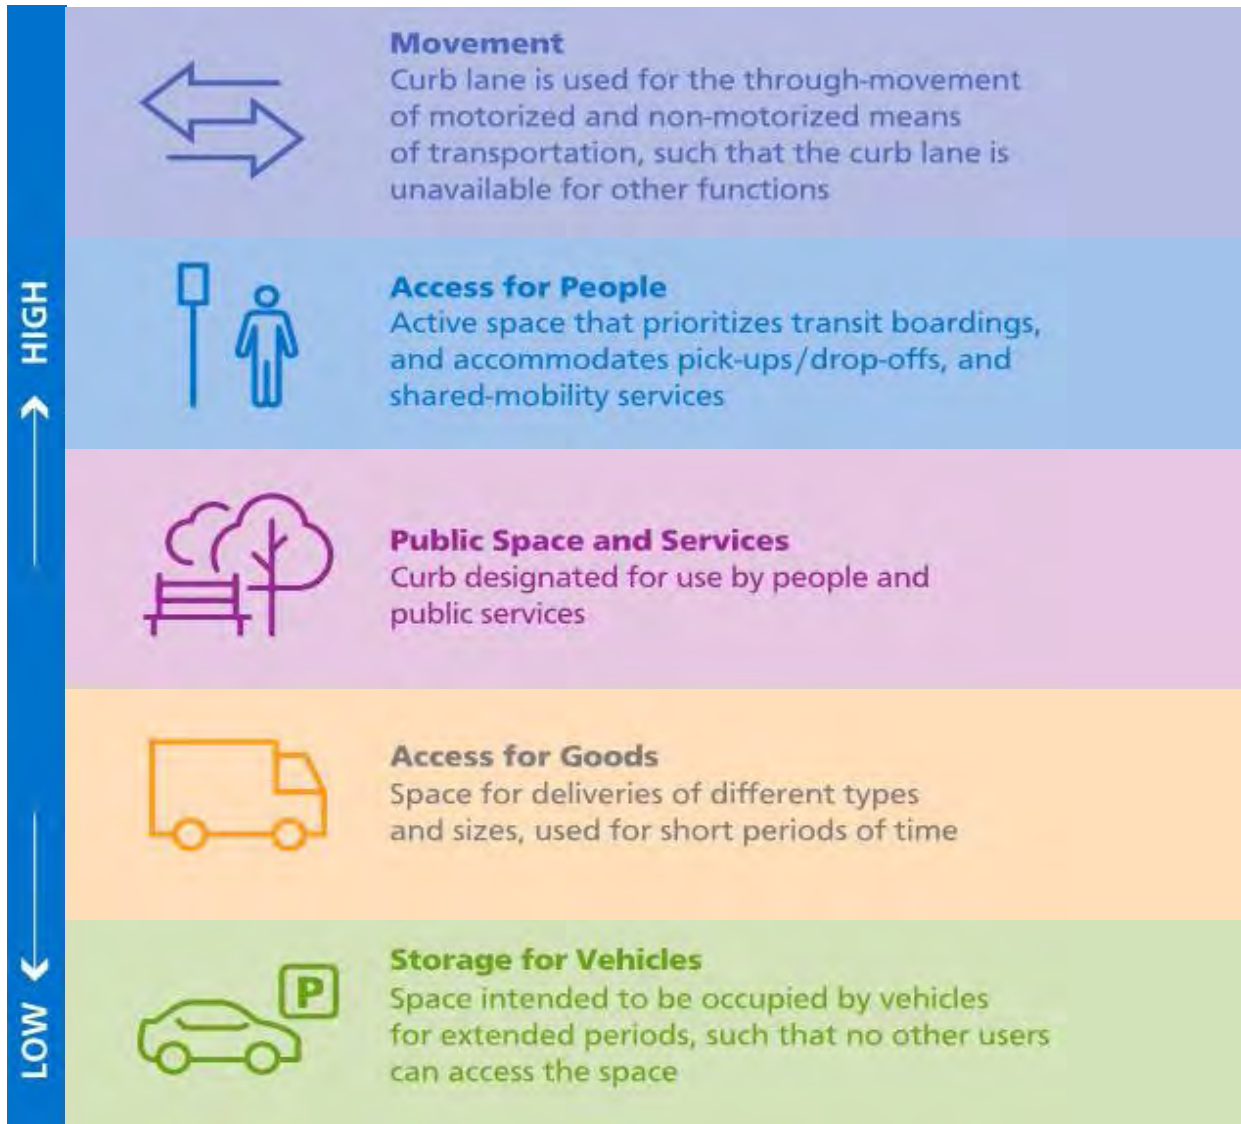 HIGH
LOW
Movement
Curb lane is used for the through-movement
of motorized and non-motorized means
of transportation, such that the curb lane is
unavailable for other functions
Access for People
Active space that prioritizes transit boardings,
and accommodates pick-ups/drop-offs, and
shared-mobility services
Public Space and Services
Curb designated for use by people and
public services
Access for Goods
Space for deliveries of different types
and sizes, used for short periods of time
P
Storage for Vehicles
Space intended to be occupied by vehicles
for extended periods, such that no other users
can access the space